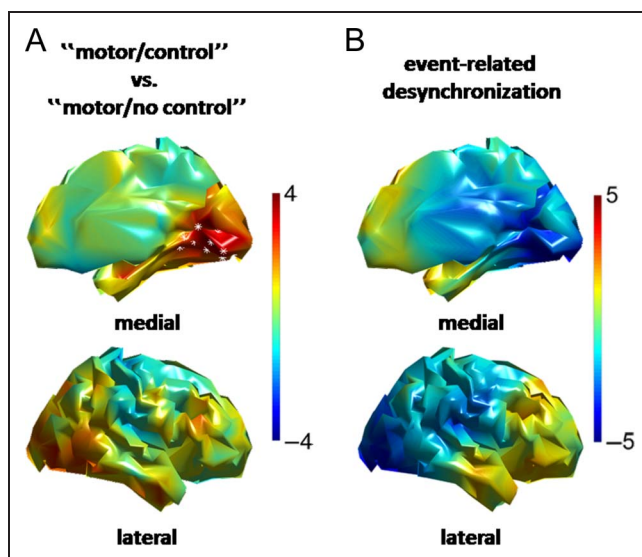 A
“motor/control”
vs.
“motor/no control”
4
medial
−4
lateral
B
event-related
desynchronization
5
medial
−5
lateral